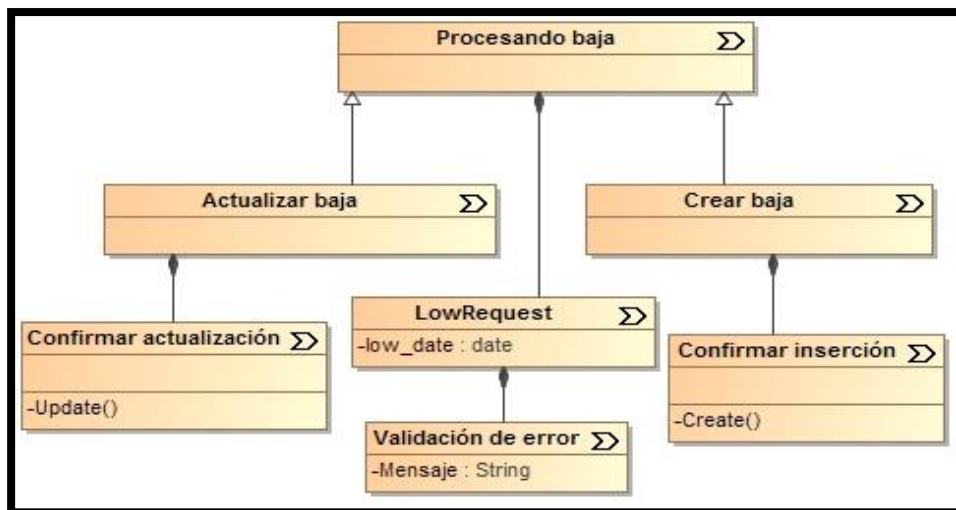 Procesando baja
Actualizar baja
Crear baja
Confirmar actualización
-Update()
LowRequest
-low_date : date
Confirmar inserción
-Create()
Validación de error
-Mensaje : String